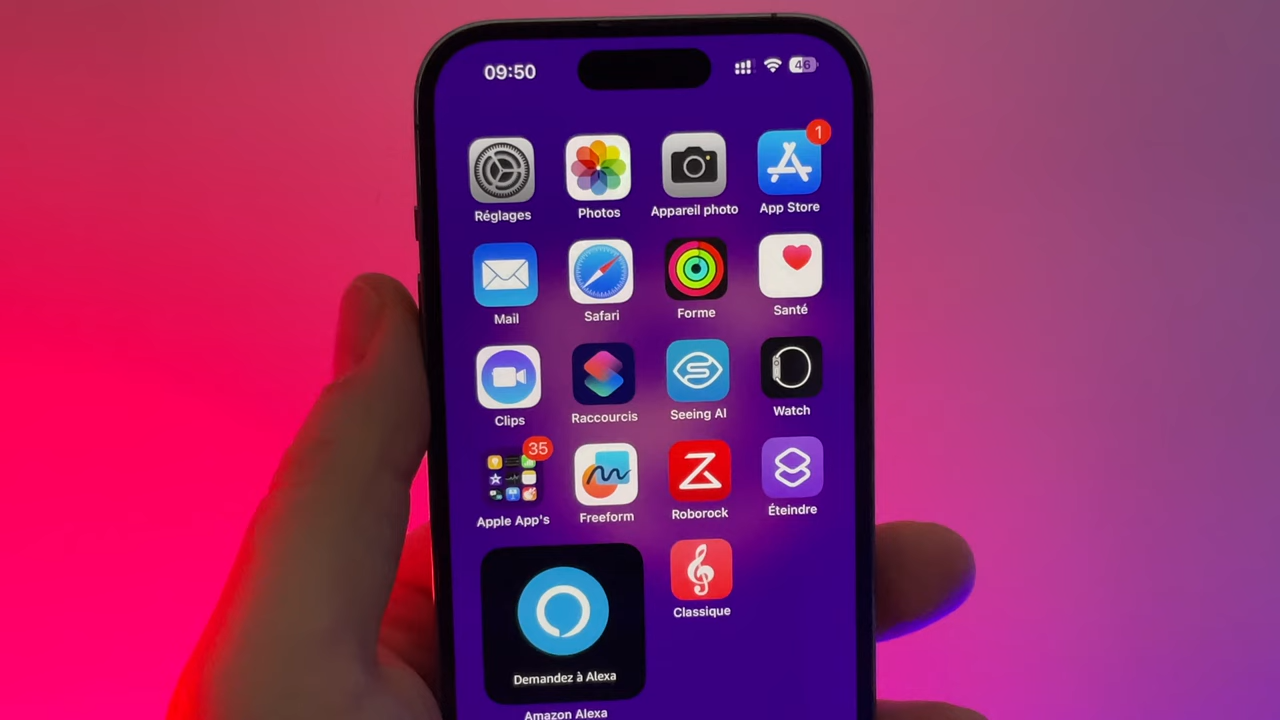 09:50
46
1
Réglages
Photos
Appareil photo
App Store
Mail
Safari
Forme
Santé
Clips
Raccourcis
Seeing AI
Watch
35
Apple App's
Freeform
Roborock
Éteindre
Demandez à Alexa
Classique
Amazon Alexa